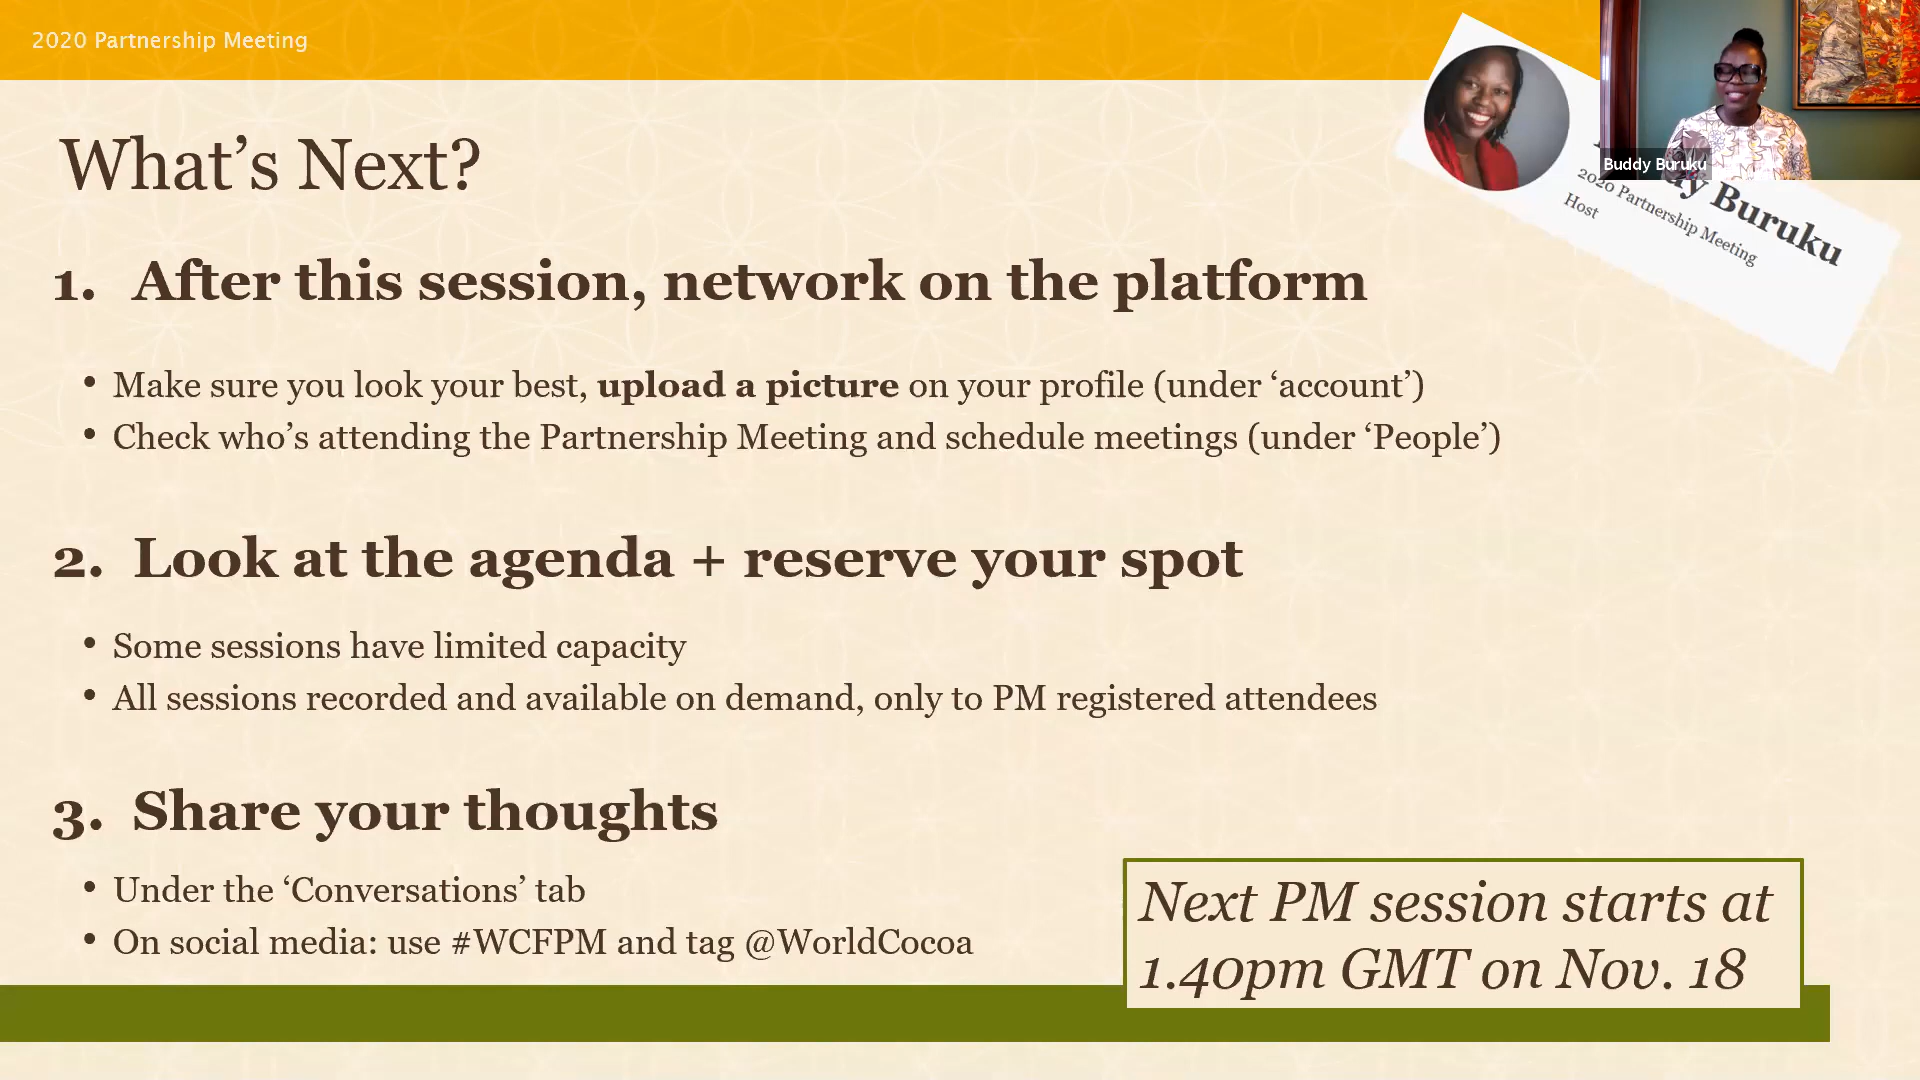 2020 Partnership Meeting
What’s Next?
Buddy Buruku
Buruku
2020 Partnership Meeting
Host
1. After this session, network on the platform
• Make sure you look your best, upload a picture on your profile (under ‘account’)
• Check who’s attending the Partnership Meeting and schedule meetings (under ‘People’)
2. Look at the agenda + reserve your spot
• Some sessions have limited capacity
• All sessions recorded and available on demand, only to PM registered attendees
3. Share your thoughts
• Under the ‘Conversations’ tab
• On social media: use #WCFPM and tag @WorldCocoa
Next PM session starts at
1.40pm GMT on Nov. 18